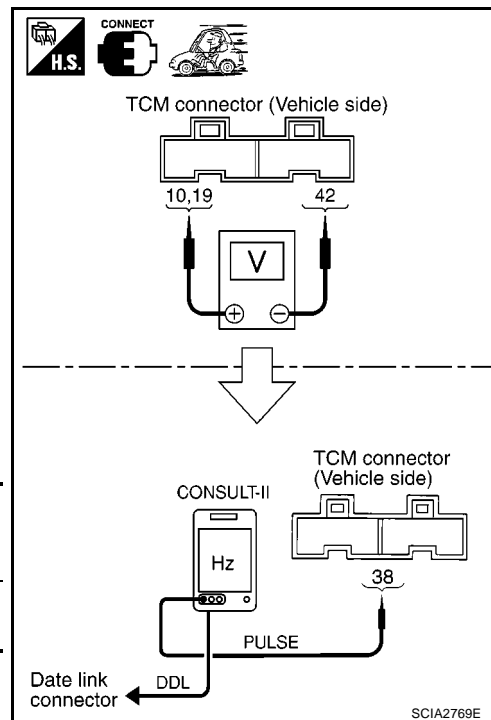 H.S.
CONNECT
TCM connector (Vehicle side)
10,19
42
V
+
−
TCM connector
(Vehicle side)
CONSULT-II
Hz
38
PULSE
DDL
Date link
connector
SCIA2769E